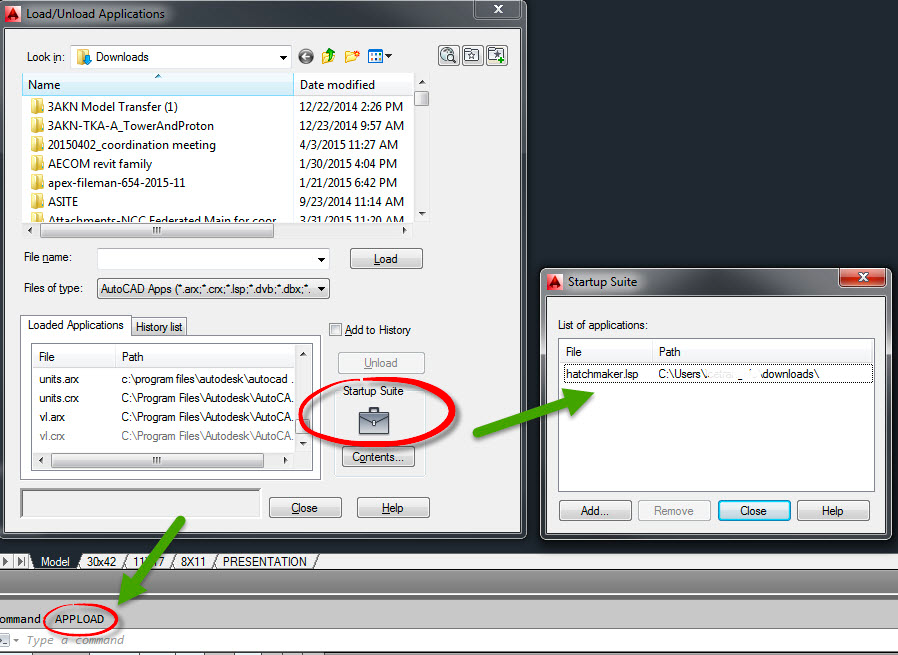 Load/Unload Applications
Look in: Downloads
Name Date modified
3AKN Model Transfer (1) 12/22/2014 2:26 PM
3AKN-TKA-A_TowerAndProton 12/23/2014 9:57 AM
20150402_coordination meeting 4/3/2015 11:27 AM
AECOM revit family 1/30/2015 4:04 PM
apex-fileman-654-2015-11 1/21/2015 6:42 PM
ASITE 9/23/2014 11:14 AM
Attachments-NCC Federated Main for coor 3/31/2015 11:20 AM
File name:
Load
Files of type: AutoCAD Apps (*.arx;*.crx;*.lsp;*.dvb;*.dbx;*.
Loaded Applications History list
Add to History
File Path
units.arx c:\program files\autodesk\autocad .
units.crx C:\Program Files\Autodesk\AutoCA.
vl.arx C:\Program Files\Autodesk\AutoCA.
vl.crx C:\Program Files\Autodesk\AutoCA.
Unload
Startup Suite
Contents...
Close Help
Startup Suite
List of applications:
File Path
hatchmaker.lsp C:\Users\ \downloads\
Add... Remove Close Help
Model 30x42 8X11 PRESENTATION
ommand: APPLOAD
Type a command